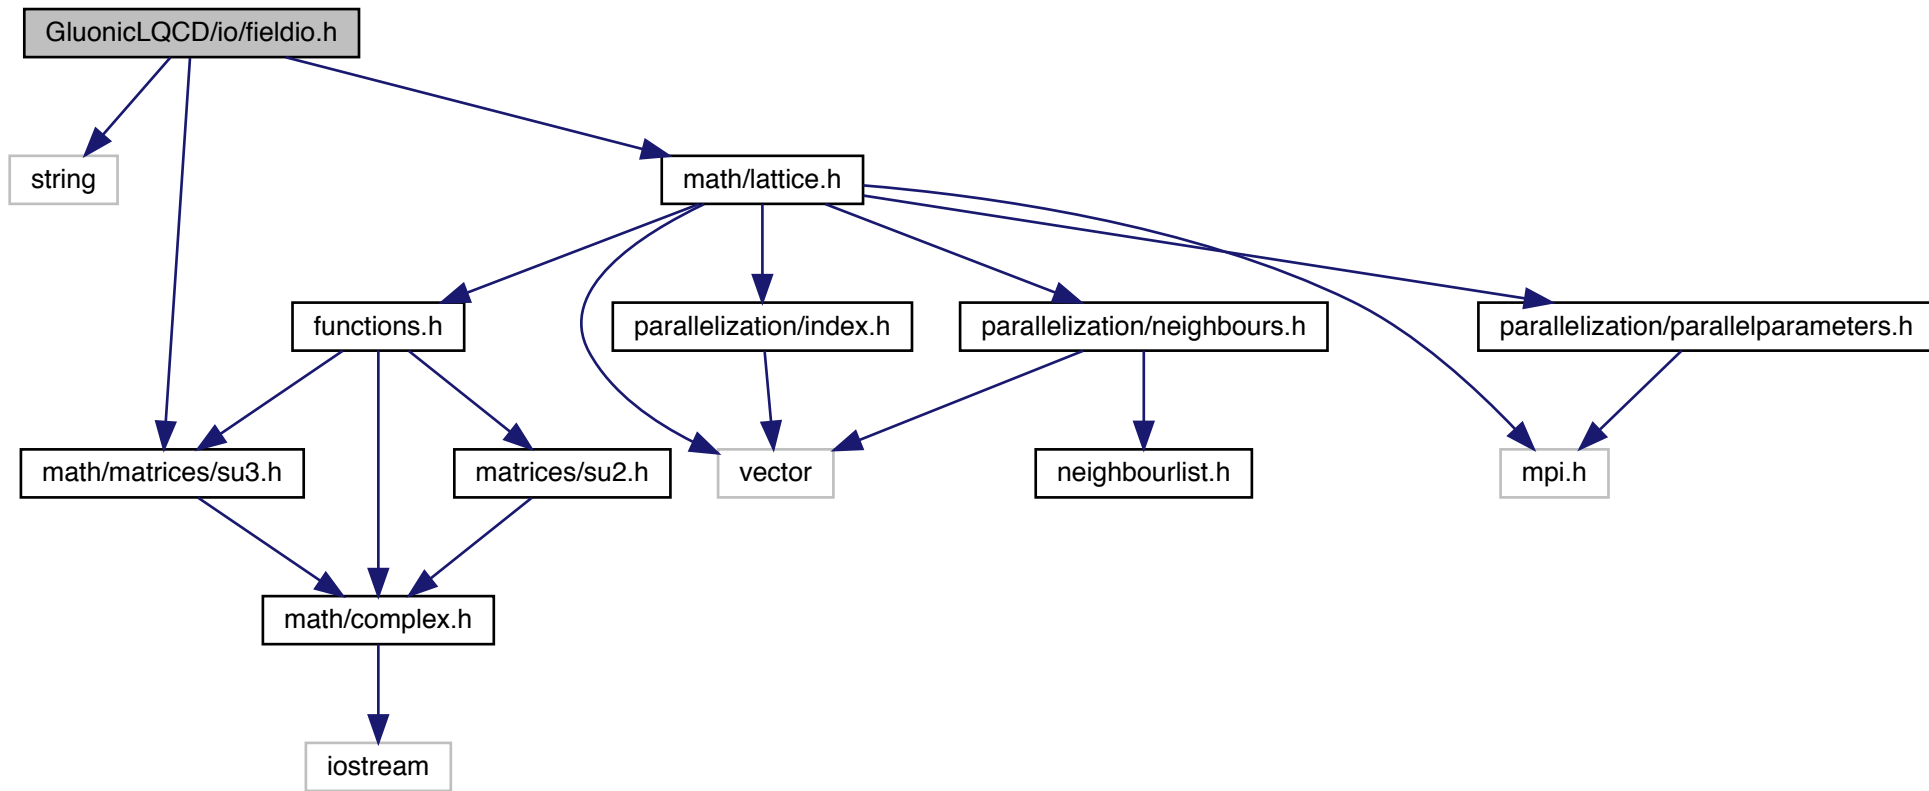 GluonicLQCD/io/fieldio.h
string
math/lattice.h
functions.h
parallelization/index.h
parallelization/neighbours.h
parallelization/parallelparameters.h
math/matrices/su3.h
matrices/su2.h
vector
neighbourlist.h
mpi.h
math/complex.h
iostream